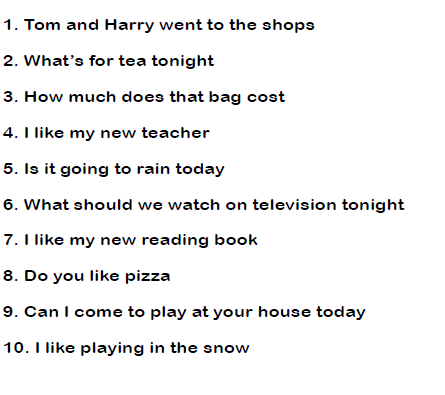 1. Tom and Harry went to the shops
2. What’s for tea tonight
3. How much does that bag cost
4. I like my new teacher
5. Is it going to rain today
6. What should we watch on television tonight
7. I like my new reading book
8. Do you like pizza
9. Can I come to play at your house today
10. I like playing in the snow